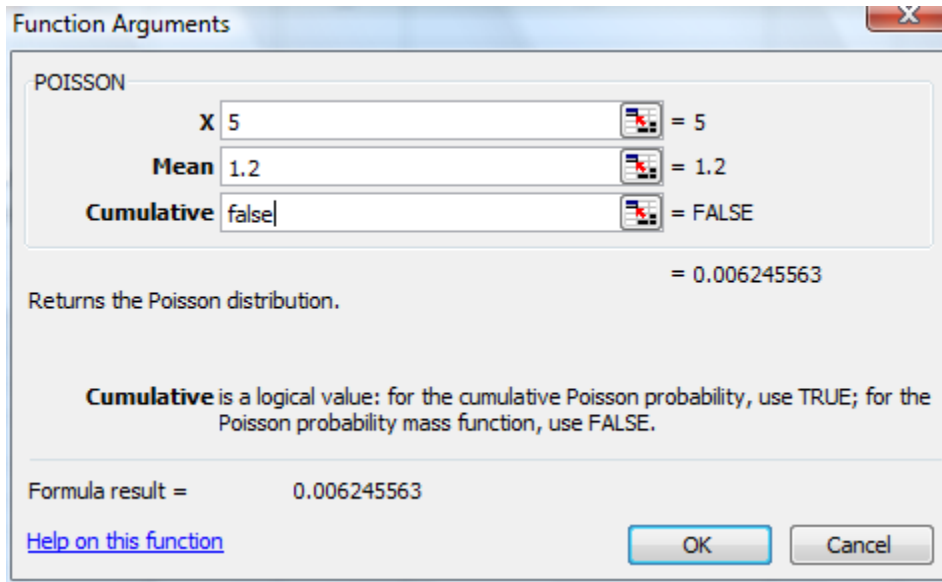 Function Arguments
X
POISSON
X 5 = 5
Mean 1.2 = 1.2
Cumulative false = FALSE
= 0.006245563
Returns the Poisson distribution.
Cumulative is a logical value: for the cumulative Poisson probability, use TRUE; for the
Poisson probability mass function, use FALSE.
Formula result = 0.006245563
Help on this function
OK Cancel